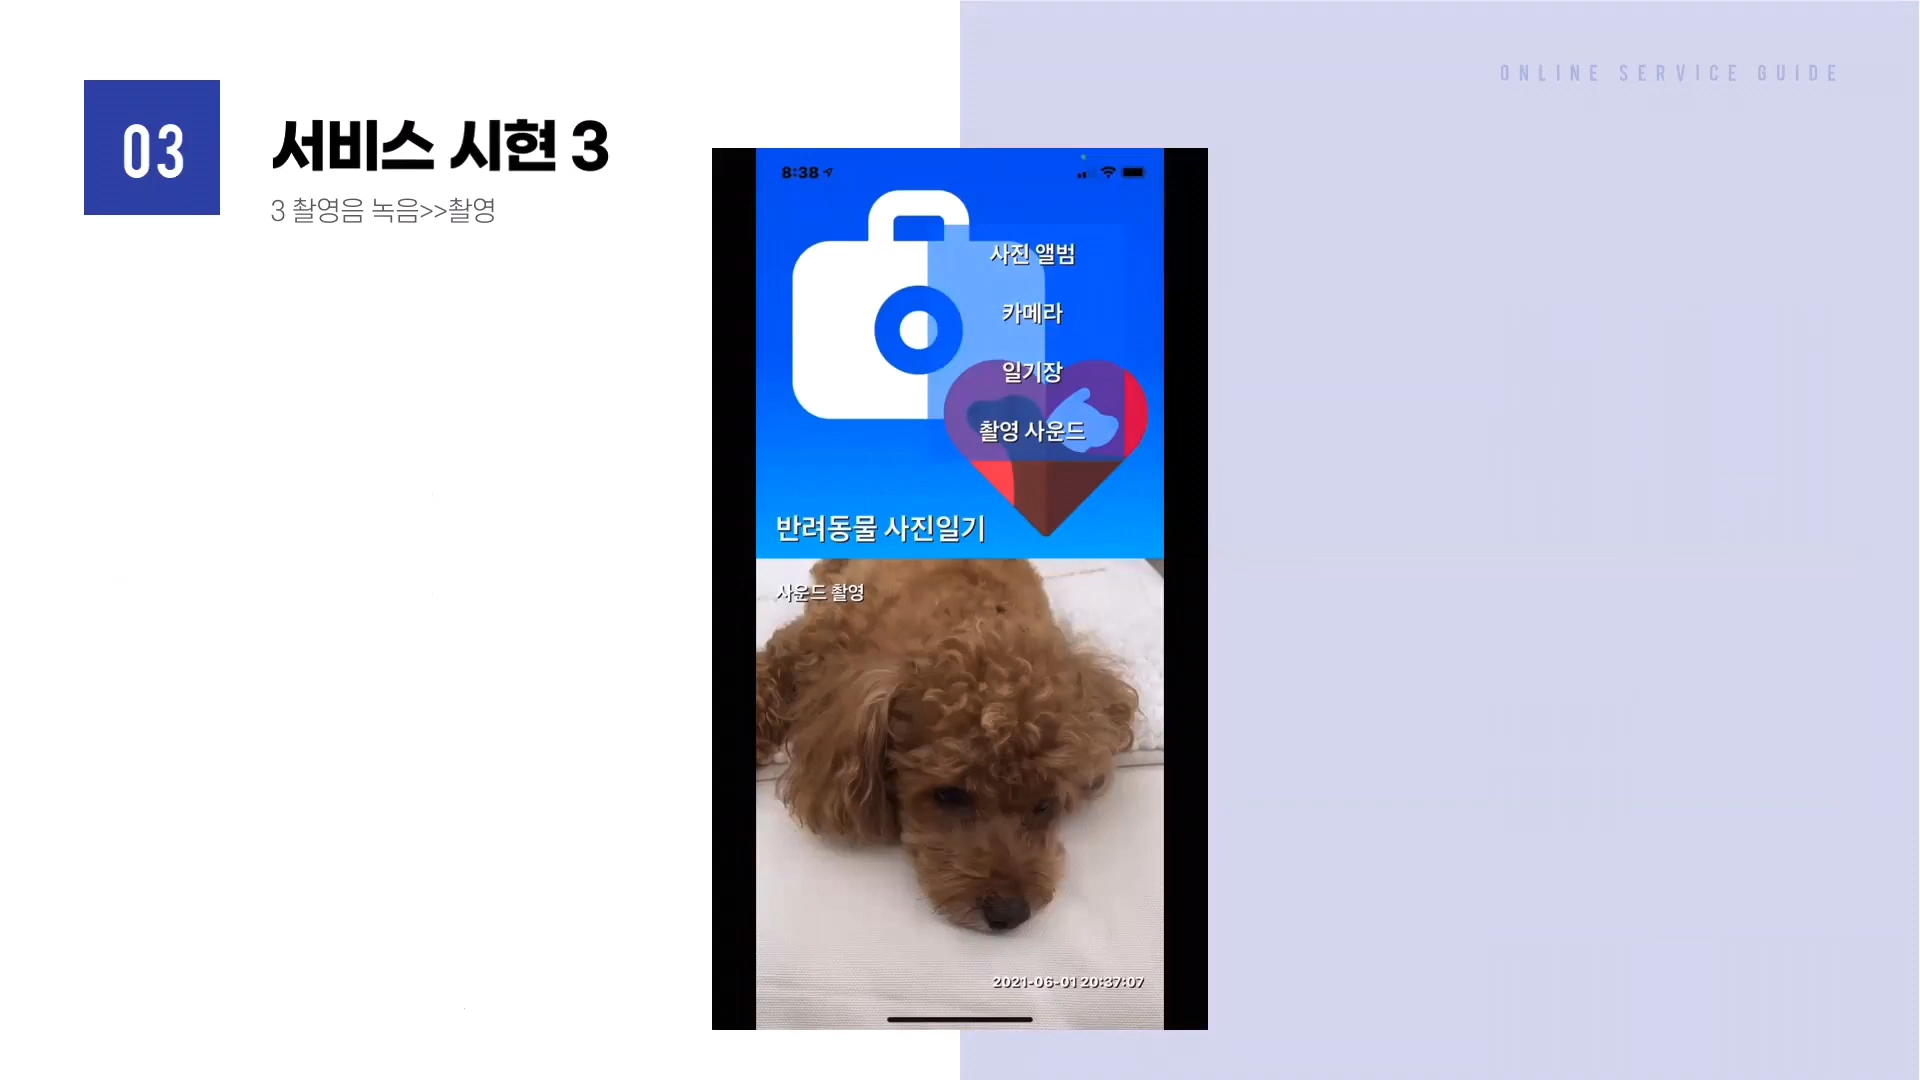 ONLINE SERVICE GUIDE
03
서비스 시현 3
3 촬영음 녹음>>촬영
8:38
사진 앨범
카메라
일기장
촬영 사운드
반려동물 사진일기
사운드 촬영
2021-06-01 20:37:07